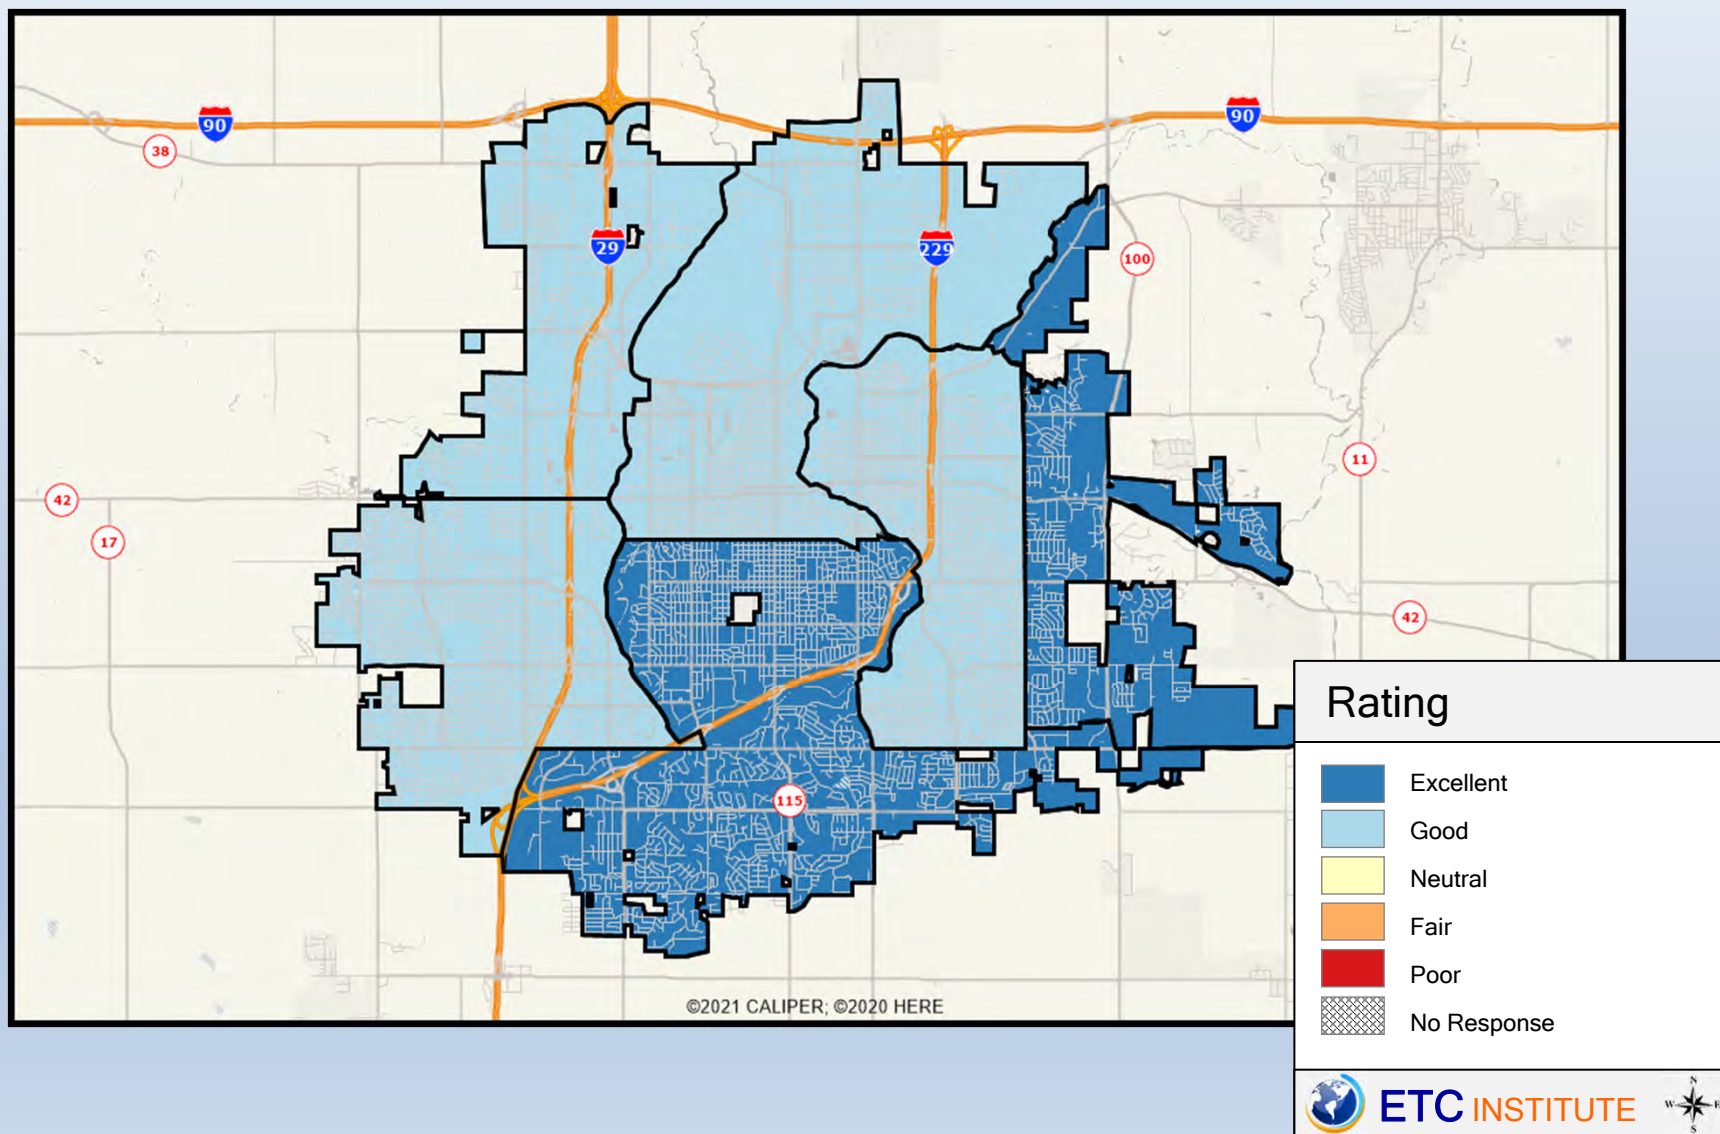 90
90
38
29
229
100
42
11
17
42
115
©2021 CALIPER; ©2020 HERE
Rating
Excellent
Good
Neutral
Fair
Poor
No Response
ETC INSTITUTE
N
W E
S